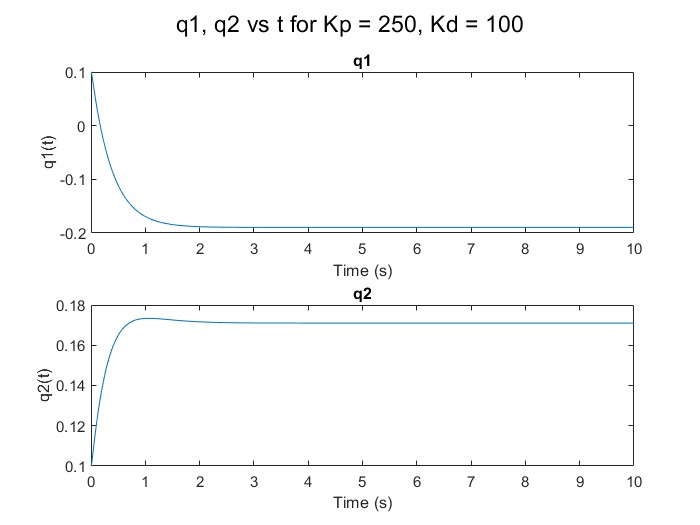 q1, q2 vs t for Kp = 250, Kd = 100
q1
0.1
0
-0.1
-0.2
q1(t)
0 1 2 3 4 5 6 7 8 9 10
Time (s)
q2
0.18
0.16
0.14
0.12
0.1
q2(t)
0 1 2 3 4 5 6 7 8 9 10
Time (s)